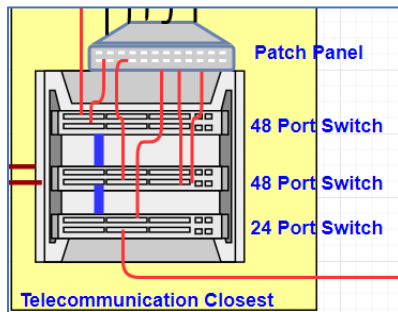 Patch Panel
48 Port Switch
48 Port Switch
24 Port Switch
Telecommunication Closest